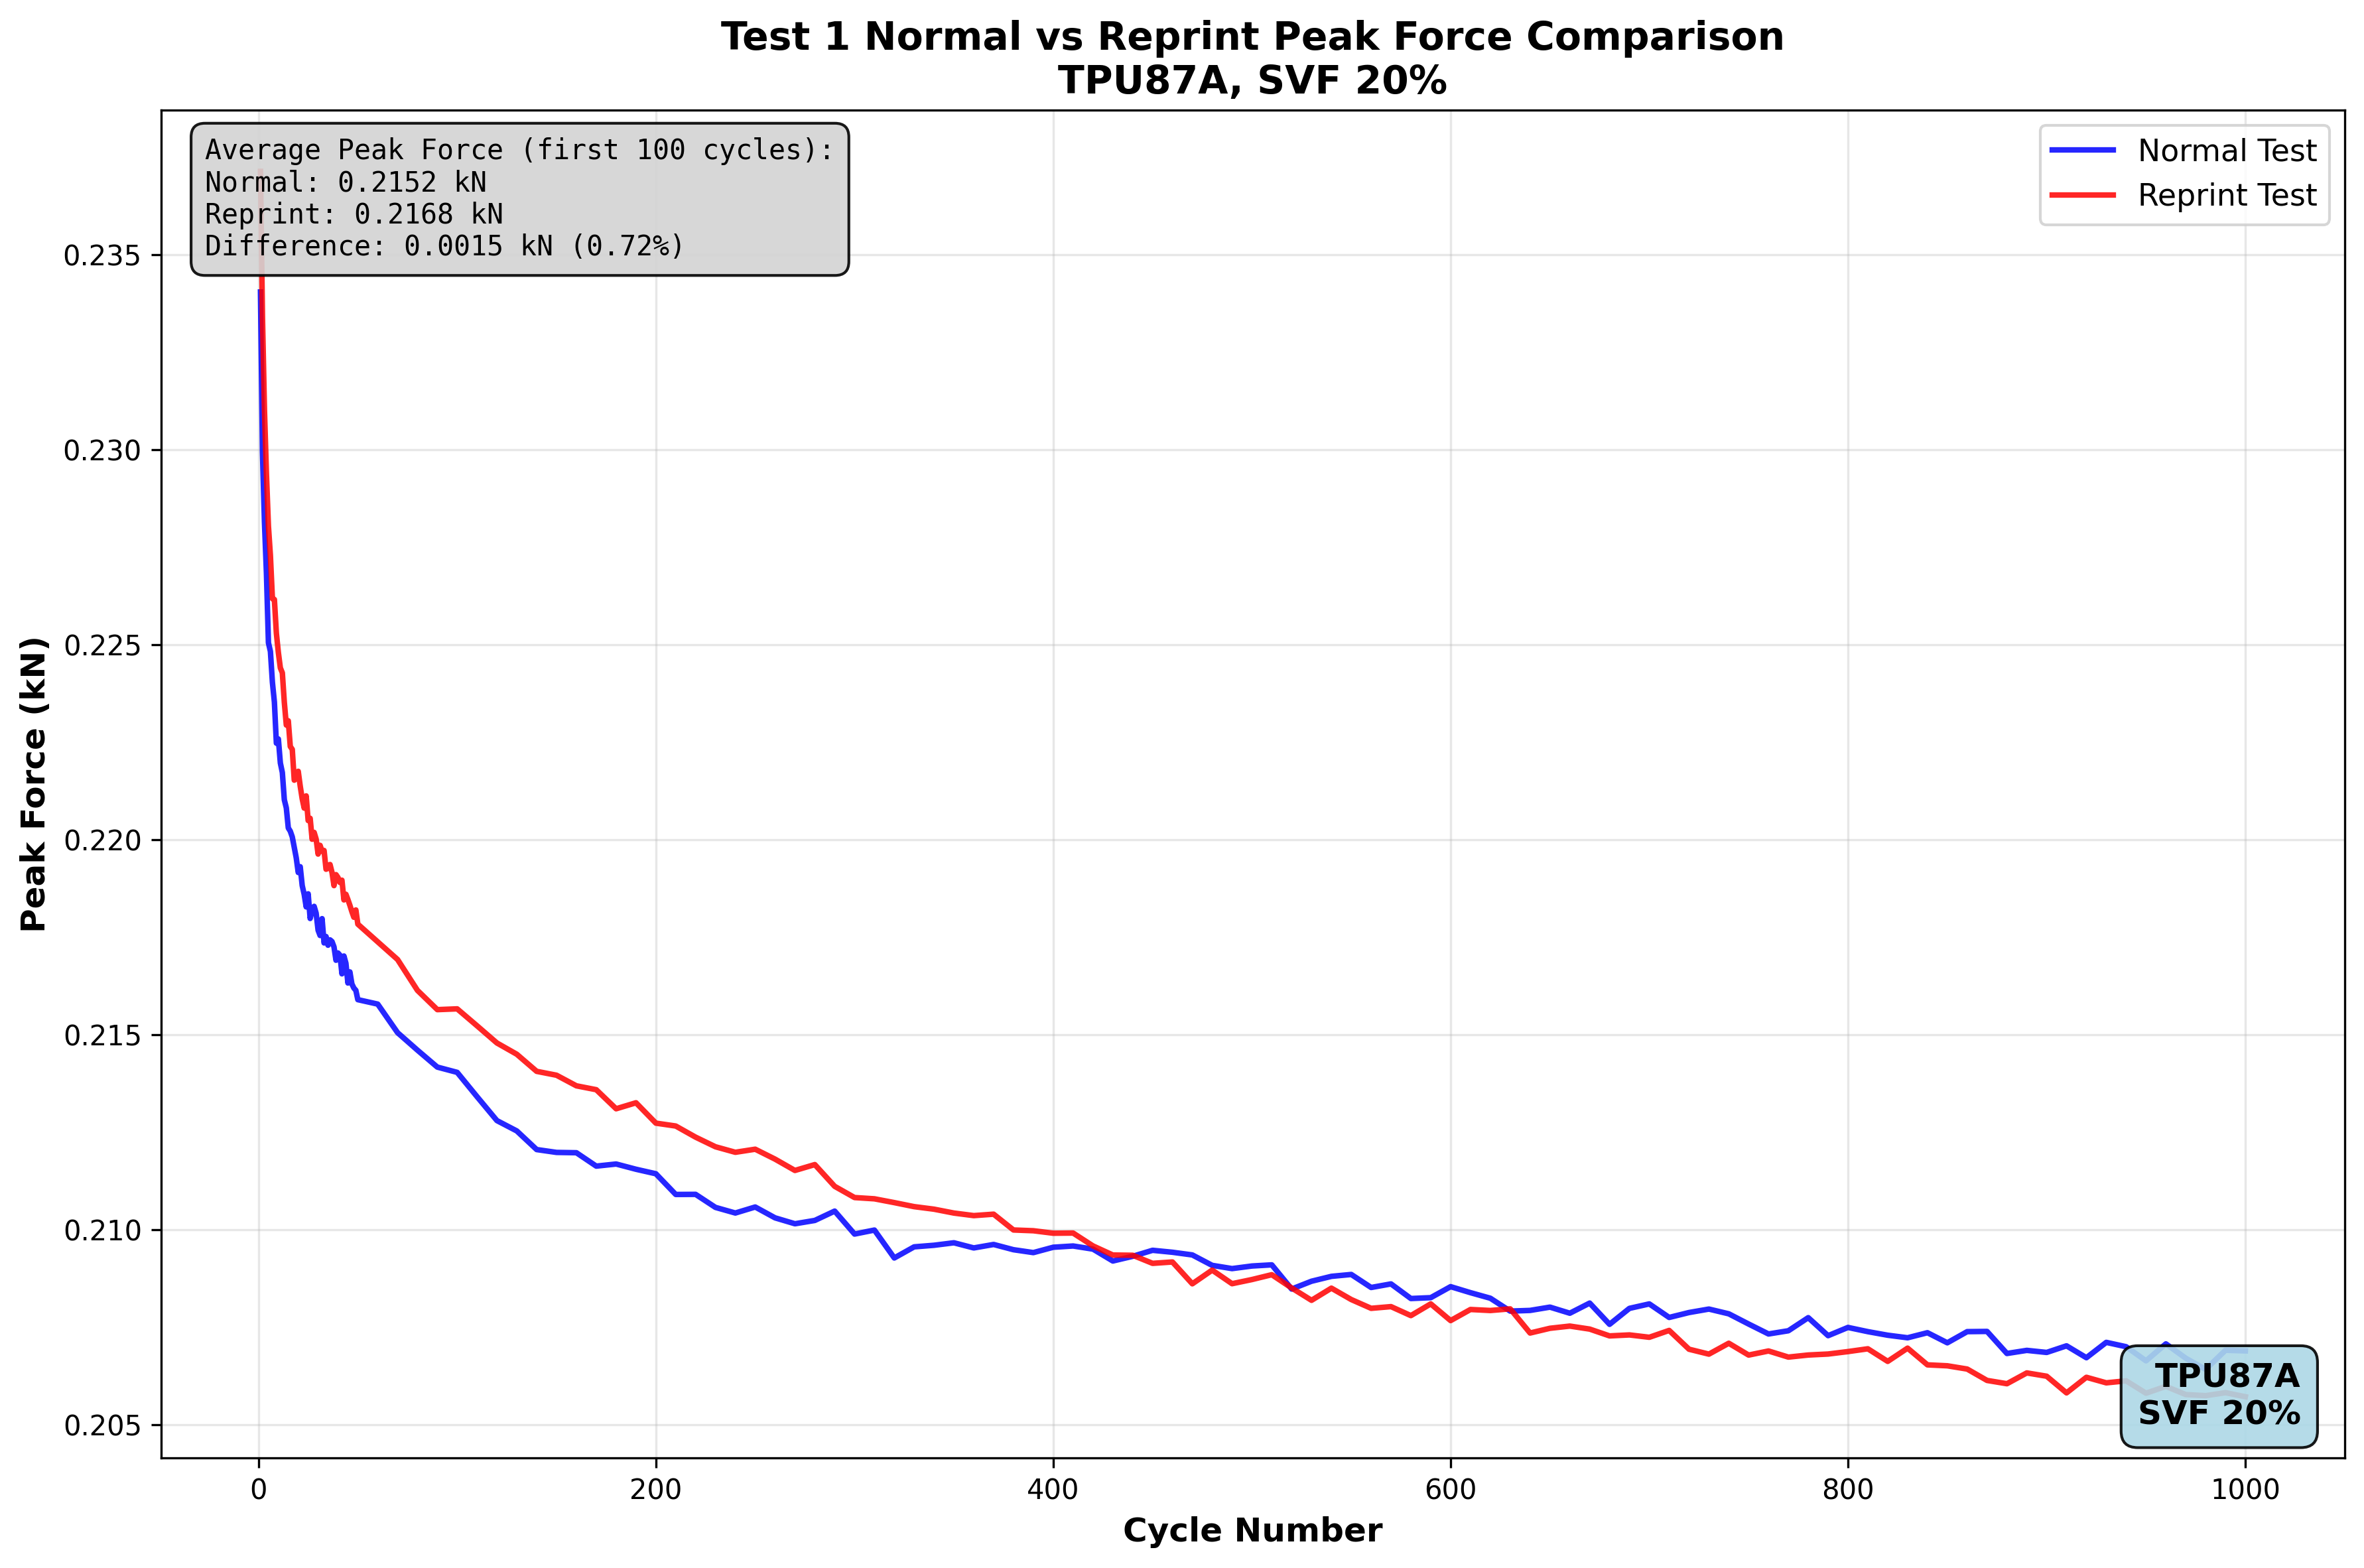 Test 1 Normal vs Reprint Peak Force Comparison
TPU87A, SVF 20%
Average Peak Force (first 100 cycles):
Normal: 0.2152 kN
Reprint: 0.2168 kN
Difference: 0.0015 kN (0.72%)
Normal Test
Reprint Test
Peak Force (kN)
0.235
0.230
0.225
0.220
0.215
0.210
0.205
TPU87A
SVF 20%
0
200
400
600
800
1000
Cycle Number